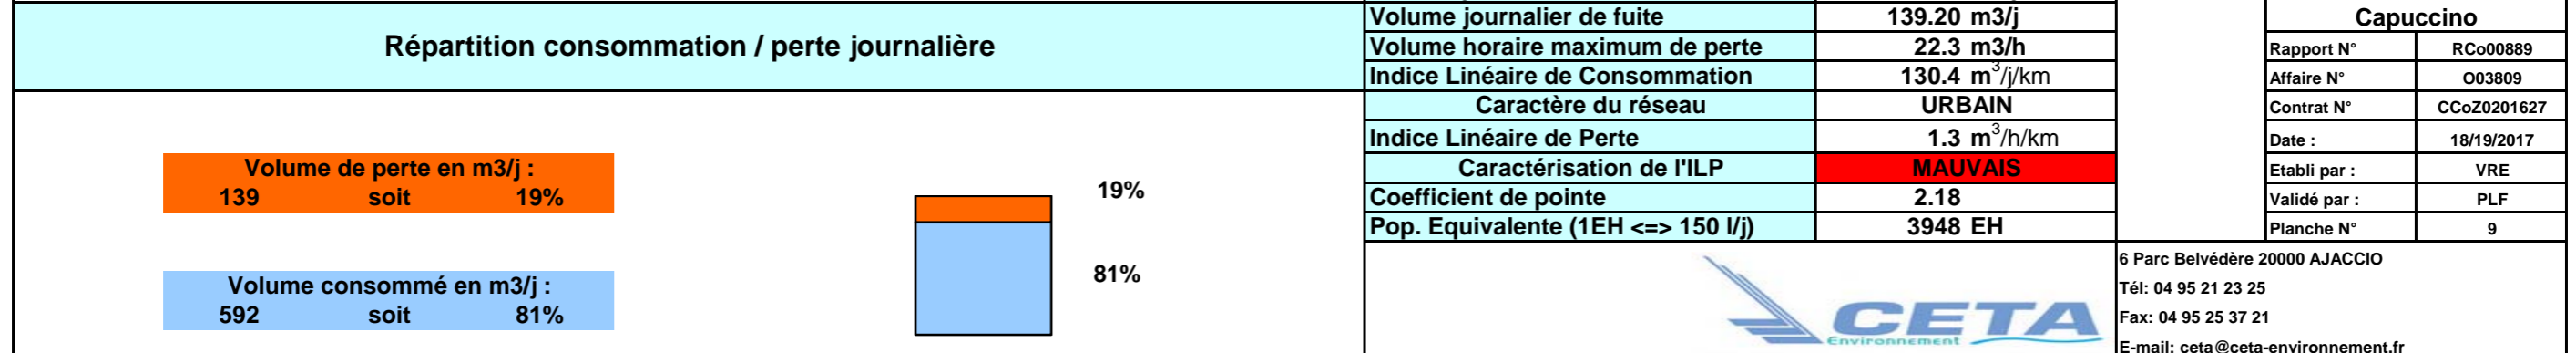 Répartition consommation / perte journalière
Volume de perte en m3/j :
139 soit 19%
Volume consommé en m3/j :
592 soit 81%
19%
81%
Volume journalier de fuite 139.20 m3/j
Volume horaire maximum de perte 22.3 m3/h
Indice Linéaire de Consommation 130.4 m³/j/km
Caractère du réseau URBAIN
Indice Linéaire de Perte 1.3 m³/h/km
Caractérisation de l'ILP MAUVAIS
Coefficient de pointe 2.18
Pop. Equivalente (1EH <=> 150 l/j) 3948 EH
CETA
Environnement
Capuccino
Rapport N° RCo00889
Affaire N° O03809
Contrat N° CCoZ0201627
Date : 18/19/2017
Etabli par : VRE
Validé par : PLF
Planche N° 9
6 Parc Belvédère 20000 AJACCIO
Tél: 04 95 21 23 25
Fax: 04 95 25 37 21
E-mail: ceta@ceta-environnement.fr